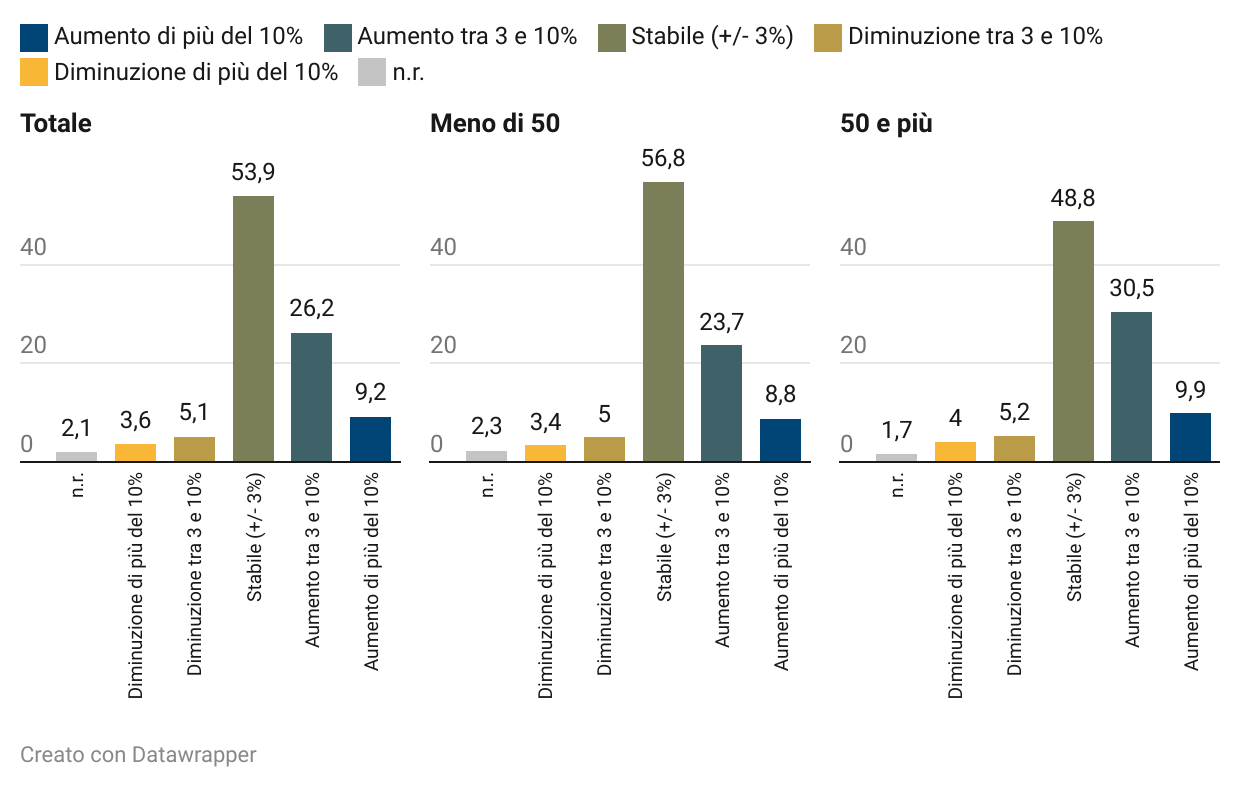 Aumento di più del 10% Aumento tra 3 e 10% Stabile (+/- 3%) Diminuzione tra 3 e 10%
Diminuzione di più del 10% n.r.
Totale
53,9
40
26,2
20
9,2
5,1
3,6
2,1
0
n.r.
Diminuzione di più del 10%
Diminuzione tra 3 e 10%
Stabile (+/- 3%)
Aumento tra 3 e 10%
Aumento di più del 10%
Meno di 50
56,8
40
23,7
20
8,8
5
3,4
2,3
0
n.r.
Diminuzione di più del 10%
Diminuzione tra 3 e 10%
Stabile (+/- 3%)
Aumento tra 3 e 10%
Aumento di più del 10%
50 e più
48,8
40
30,5
20
9,9
5,2
4
1,7
0
n.r.
Diminuzione di più del 10%
Diminuzione tra 3 e 10%
Stabile (+/- 3%)
Aumento tra 3 e 10%
Aumento di più del 10%
Creato con Datawrapper